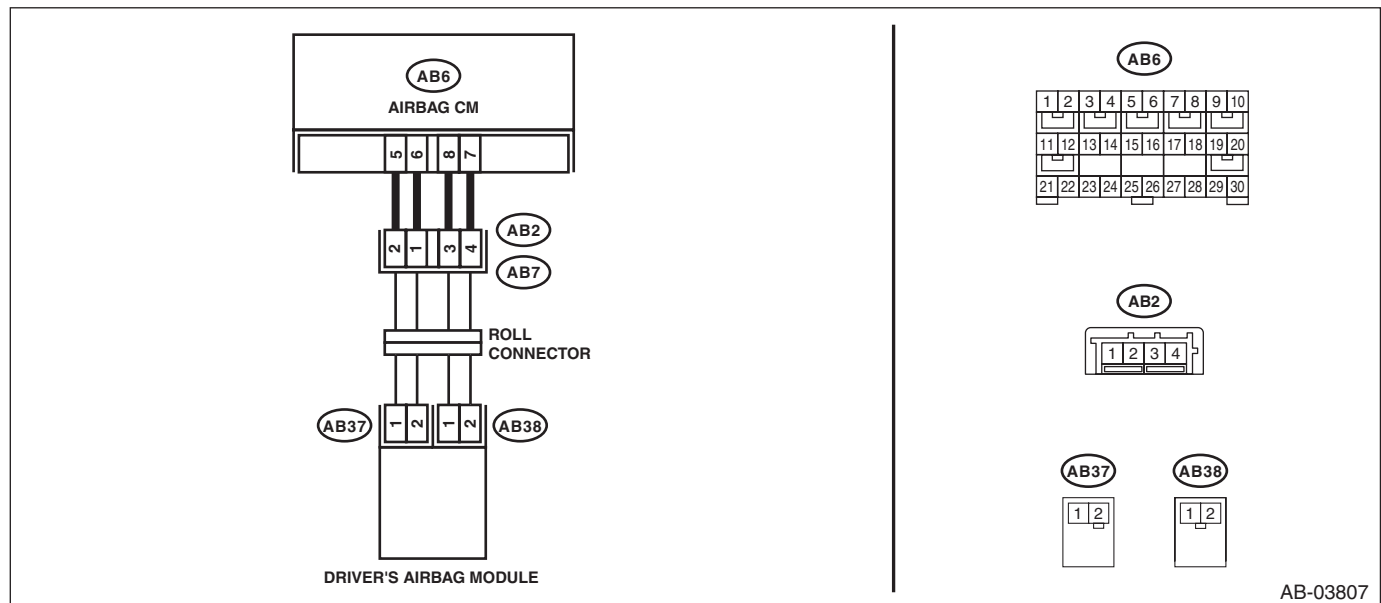 AB6
AIRBAG CM
5 6 8 7
2 1 3 4
AB2
AB7
ROLL
CONNECTOR
AB37
1 2 1 2
AB38
DRIVER'S AIRBAG MODULE
AB6
1 2 3 4 5 6 7 8 9 10
11 12 13 14 15 16 17 18 19 20
21 22 23 24 25 26 27 28 29 30
AB2
1 2 3 4
AB37 AB38
1 2 1 2
AB-03807